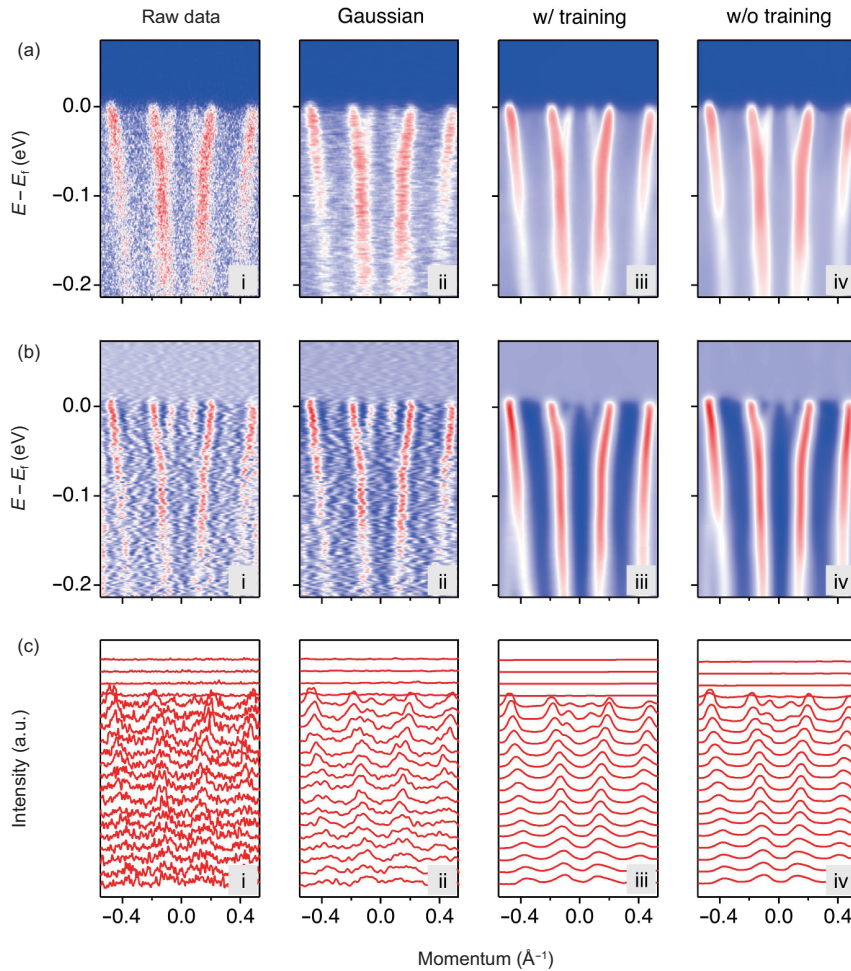 Raw data Gaussian w/ training w/o training
(a)
E – Ef (eV)
0.0
−0.1
−0.2
i ii iii iv
(b)
E – Ef (eV)
0.0
−0.1
−0.2
i ii iii iv
(c)
Intensity (a.u.)
i ii iii iv
−0.4 0.0 0.4 −0.4 0.0 0.4 −0.4 0.0 0.4 −0.4 0.0 0.4
Momentum (Å⁻¹)